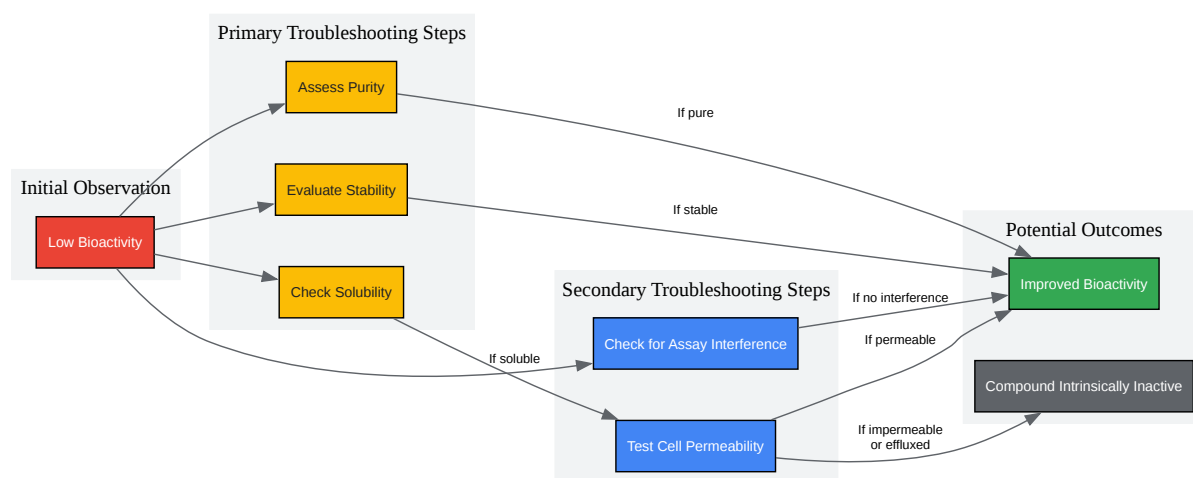 Primary Troubleshooting Steps
Assess Purity
If pure
Initial Observation
Evaluate Stability
If stable
Low Bioactivity
Check Solubility
Potential Outcomes
Improved Bioactivity
Secondary Troubleshooting Steps
If no interference
Check for Assay Interference
If permeable
If soluble
Compound Intrinsically Inactive
Test Cell Permeability
If impermeable
or effluxed